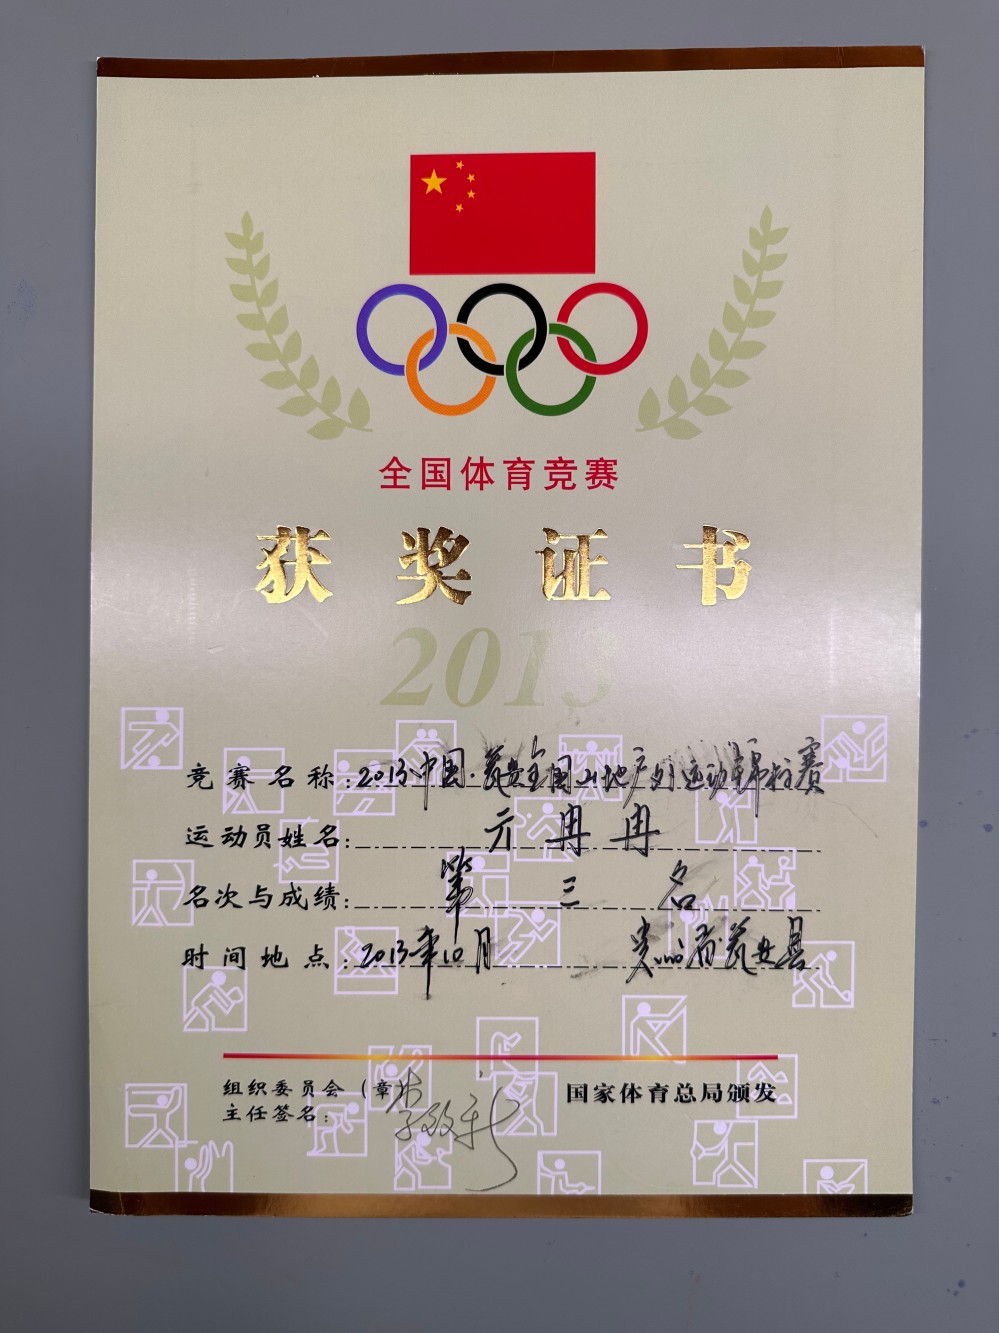 全国体育竞赛
获奖证书
2013
竞赛名称:2013中国·瓮安全国山地户外运动锦标赛
运动员姓名:亓冉冉
名次与成绩:第三名
时间地点:2013年10月 贵州省瓮安县
组织委员会(章)
国家体育总局颁发
主任签名:李致新